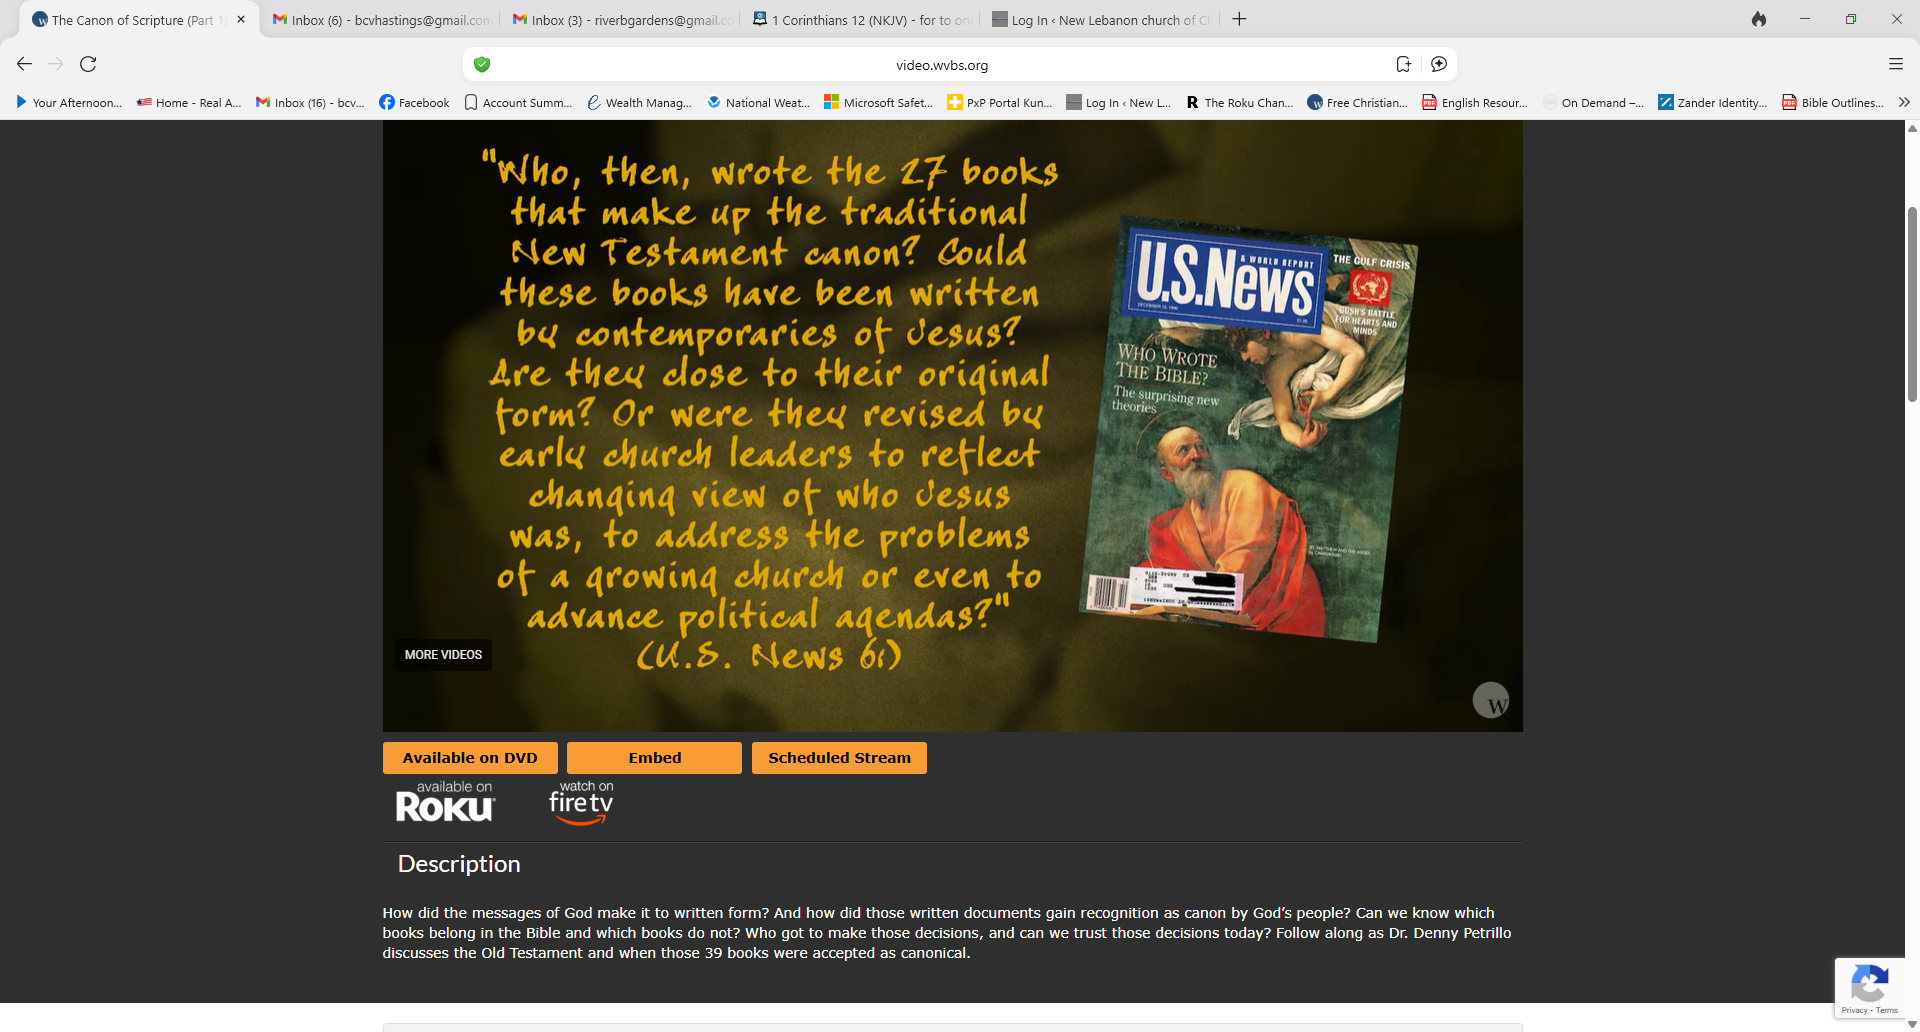 The Canon of Scripture (Part 1)
Inbox (6) - bcvhastings@gmail.com
Inbox (3) - riverbgardens@gmail.co
1 Corinthians 12 (NKJV) - for to on
Log In ‹ New Lebanon church of Ch
video.wvbs.org
Your Afternoon...
Home - Real A...
Inbox (16) - bcv...
Facebook
Account Summ...
Wealth Manag...
National Weat...
Microsoft Safet...
PxP Portal Kun...
Log In ‹ New L...
The Roku Chan...
Free Christian...
English Resour...
On Demand –...
Zander Identity...
Bible Outlines...
"Who, then, wrote the 27 books
that make up the traditional
New Testament canon? Could
these books have been written
by contemporaries of Jesus?
Are they close to their original
form? Or were they revised by
early church leaders to reflect
changing view of who Jesus
was, to address the problems
of a growing church or even to
advance political agendas?"
(U.S. News 61)
U.S.News
& WORLD REPORT
THE GULF CRISIS
BUSH'S BATTLE
FOR HEARTS AND
MINDS
WHO WROTE
THE BIBLE?
The surprising new
theories
MORE VIDEOS
W
Available on DVD
Embed
Scheduled Stream
available on
ROKU
watch on
fire tv
Description
How did the messages of God make it to written form? And how did those written documents gain recognition as canon by God's people? Can we know which
books belong in the Bible and which books do not? Who got to make those decisions, and can we trust those decisions today? Follow along as Dr. Denny Petrillo
discusses the Old Testament and when those 39 books were accepted as canonical.
Privacy - Terms